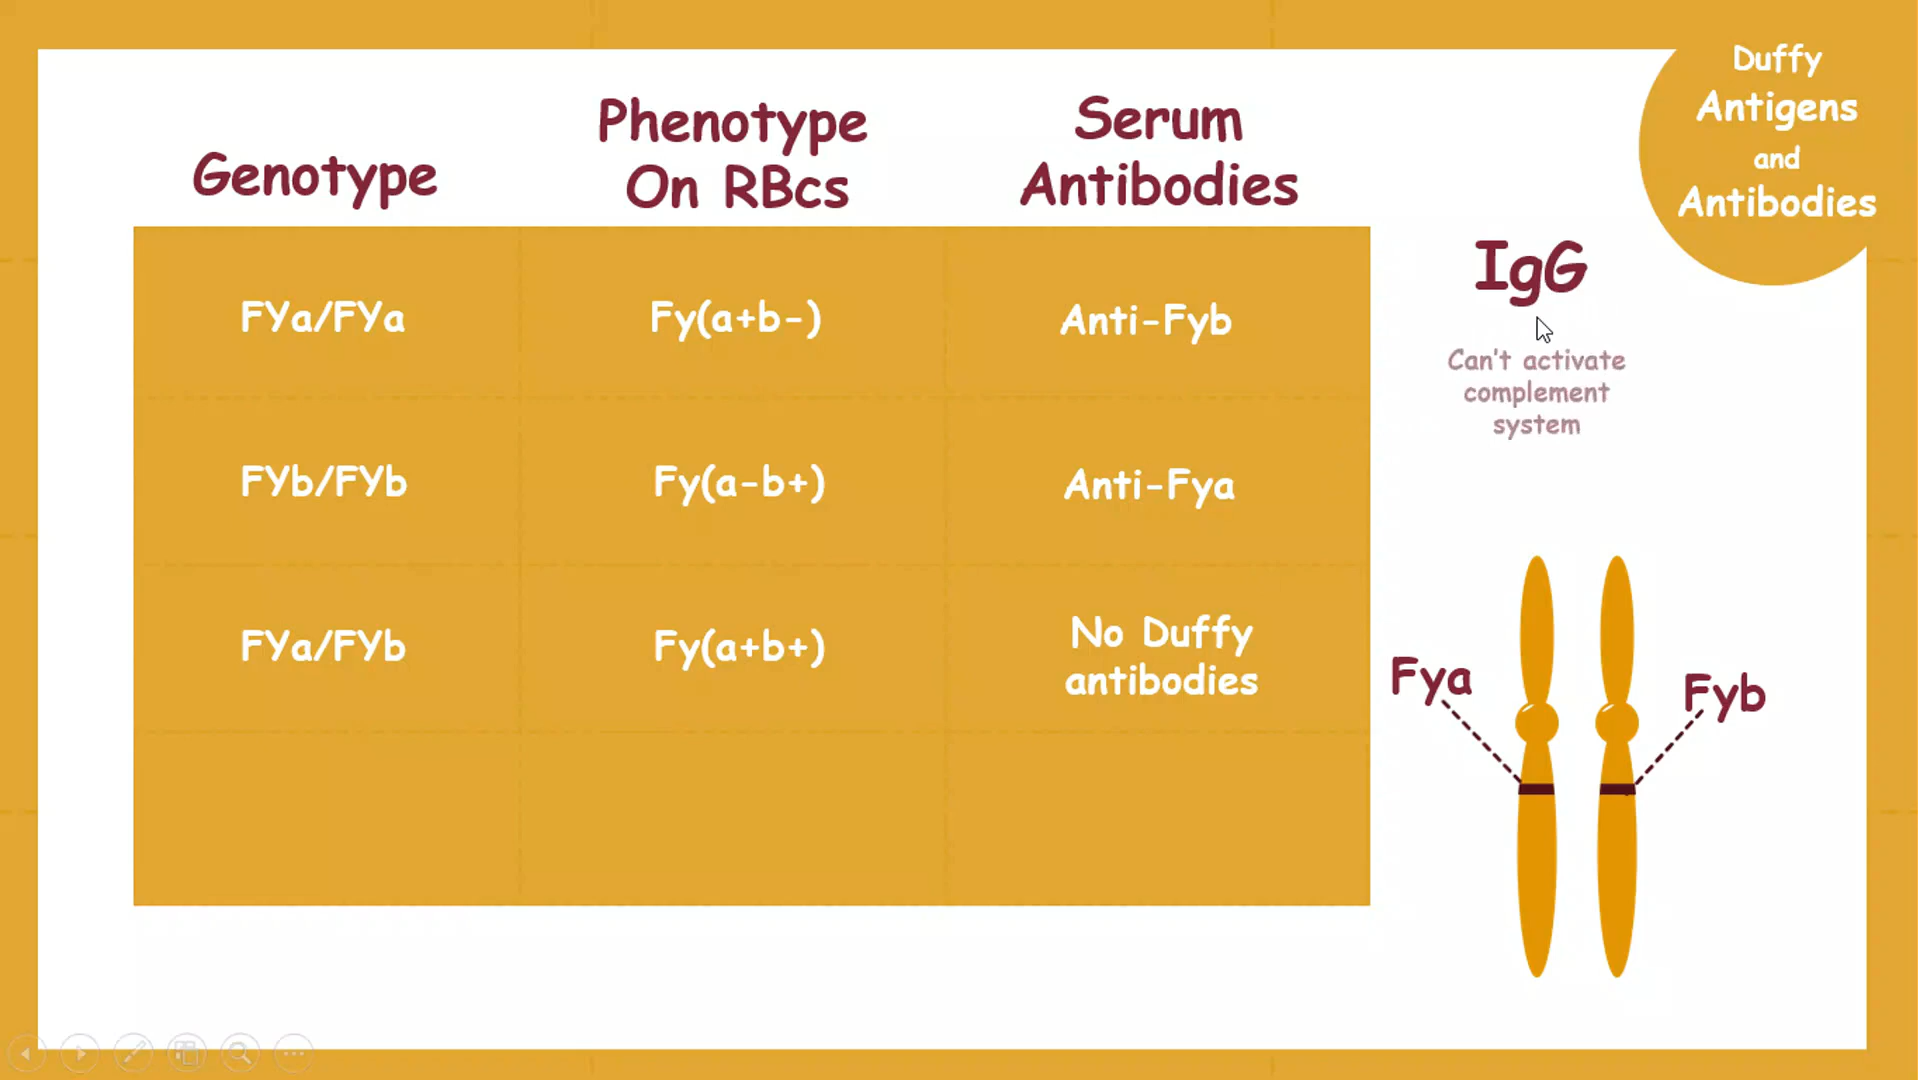 Duffy
Antigens
and
Antibodies
Genotype
Phenotype
On RBcs
Serum
Antibodies
FYa/FYa
Fy(a+b-)
Anti-Fyb
FYb/FYb
Fy(a-b+)
Anti-Fya
FYa/FYb
Fy(a+b+)
No Duffy
antibodies
IgG
Can't activate
complement
system
Fya
Fyb